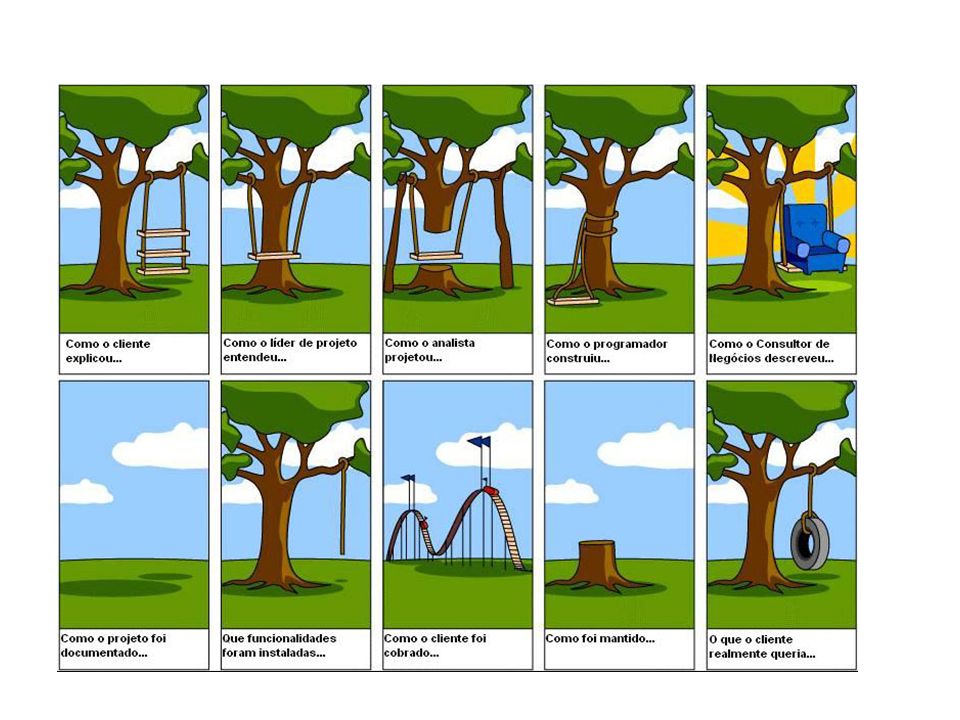 Como o cliente
explicou...
Como o líder de projeto
entendeu...
Como o analista
projetou...
Como o programador
construiu...
Como o Consultor de
Negócios descreveu...
Como o projeto foi
documentado...
Que funcionalidades
foram instaladas...
Como o cliente foi
cobrado...
Como foi mantido...
O que o cliente
realmente queria...